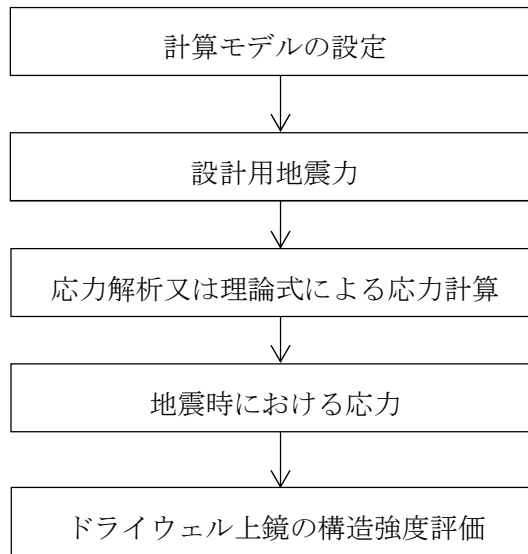 計算モデルの設定
設計用地震力
応力解析又は理論式による応力計算
地震時における応力
ドライウェル上鏡の構造強度評価